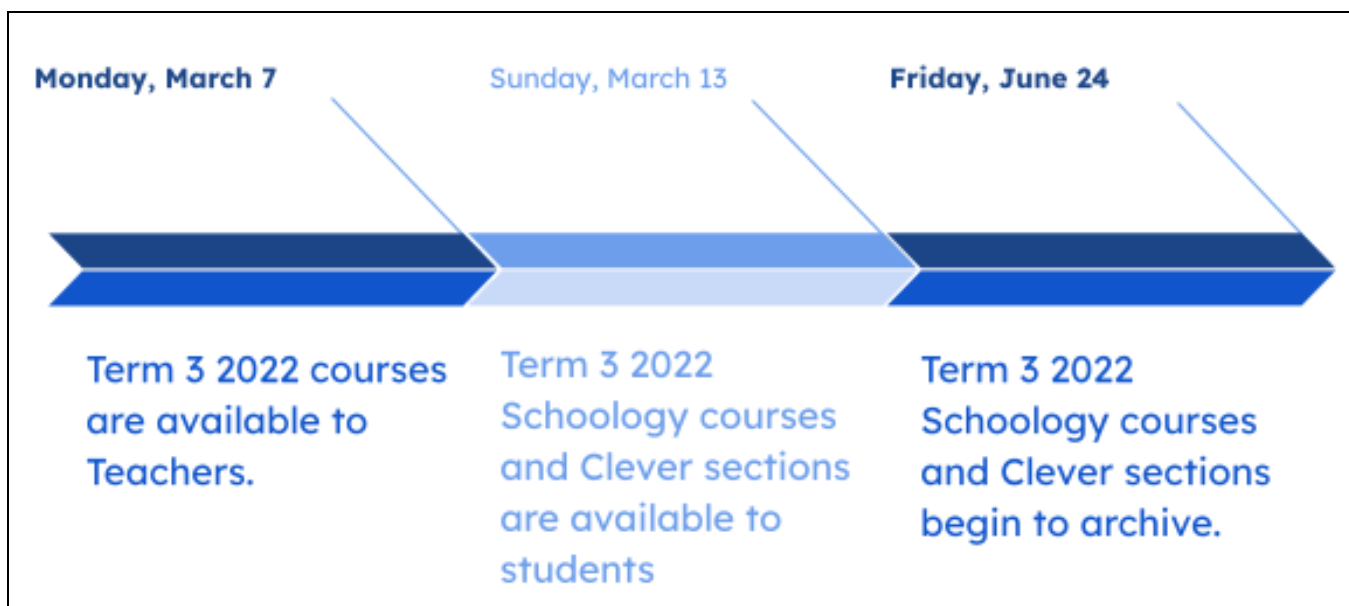 Monday, March 7
Sunday, March 13
Friday, June 24
Term 3 2022 courses
are available to
Teachers.
Term 3 2022
Schoology courses
and Clever sections
are available to
students
Term 3 2022
Schoology courses
and Clever sections
begin to archive.